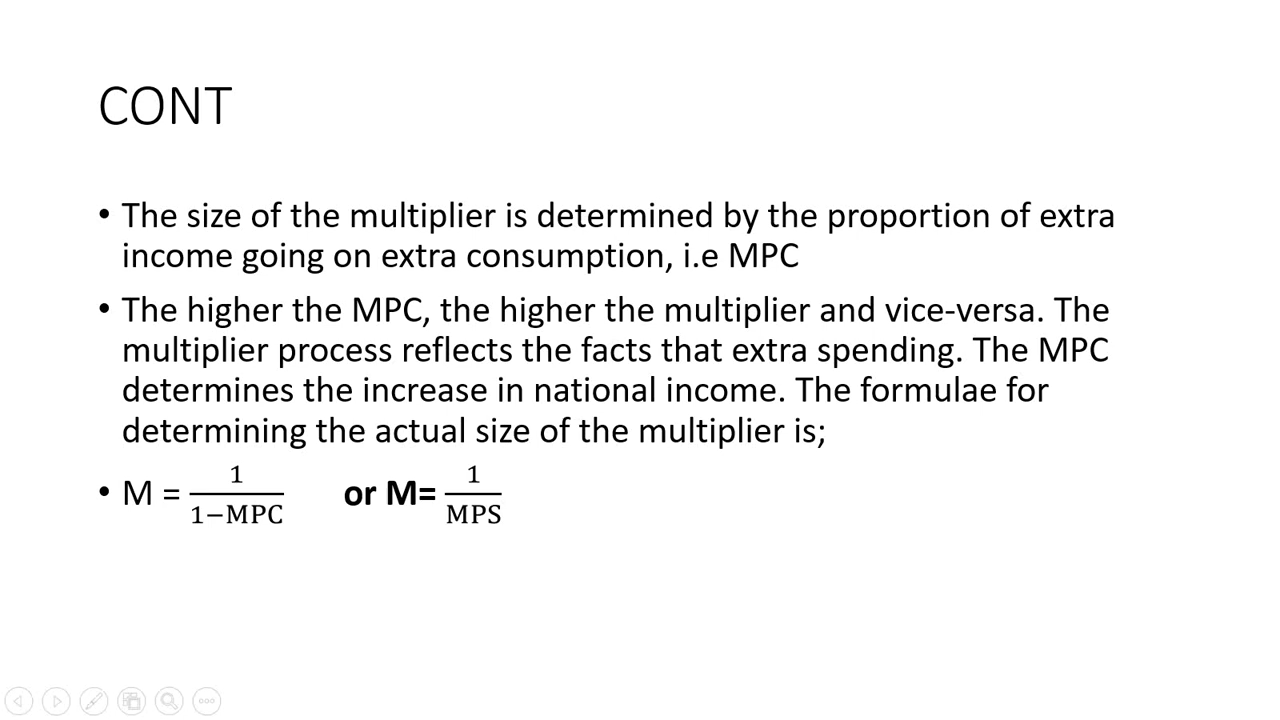 CONT
• The size of the multiplier is determined by the proportion of extra
income going on extra consumption, i.e MPC
• The higher the MPC, the higher the multiplier and vice-versa. The
multiplier process reflects the facts that extra spending. The MPC
determines the increase in national income. The formulae for
determining the actual size of the multiplier is;
• M = 1/(1−MPC) or M= 1/MPS